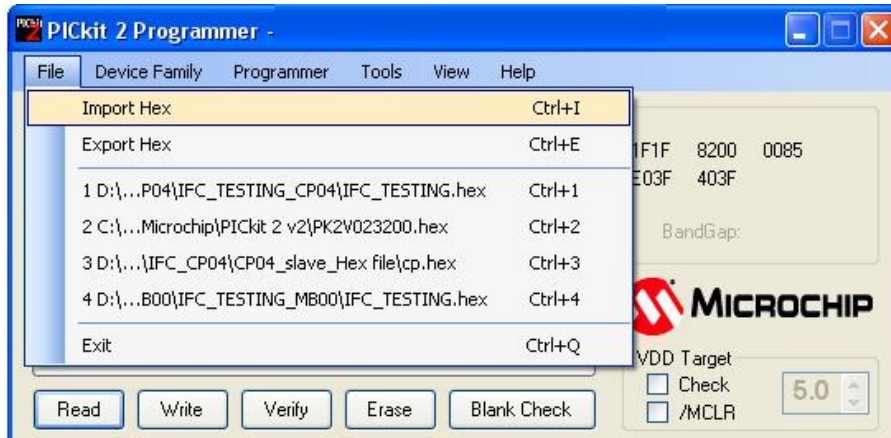 PICkit 2 Programmer -
File Device Family Programmer Tools View Help
Import Hex Ctrl+I
Export Hex Ctrl+E
1 D:\...P04\IFC_TESTING_CP04\IFC_TESTING.hex Ctrl+1
2 C:\...Microchip\PICkit 2 v2\PK2V023200.hex Ctrl+2
3 D:\...\IFC_CP04\CP04_slave_Hex file\cp.hex Ctrl+3
4 D:\...B00\IFC_TESTING_MB00\IFC_TESTING.hex Ctrl+4
Exit Ctrl+Q
1F1F 8200 0085
E03F 403F
BandGap:
MICROCHIP
VDD Target
Check
/MCLR
5.0
Read Write Verify Erase Blank Check